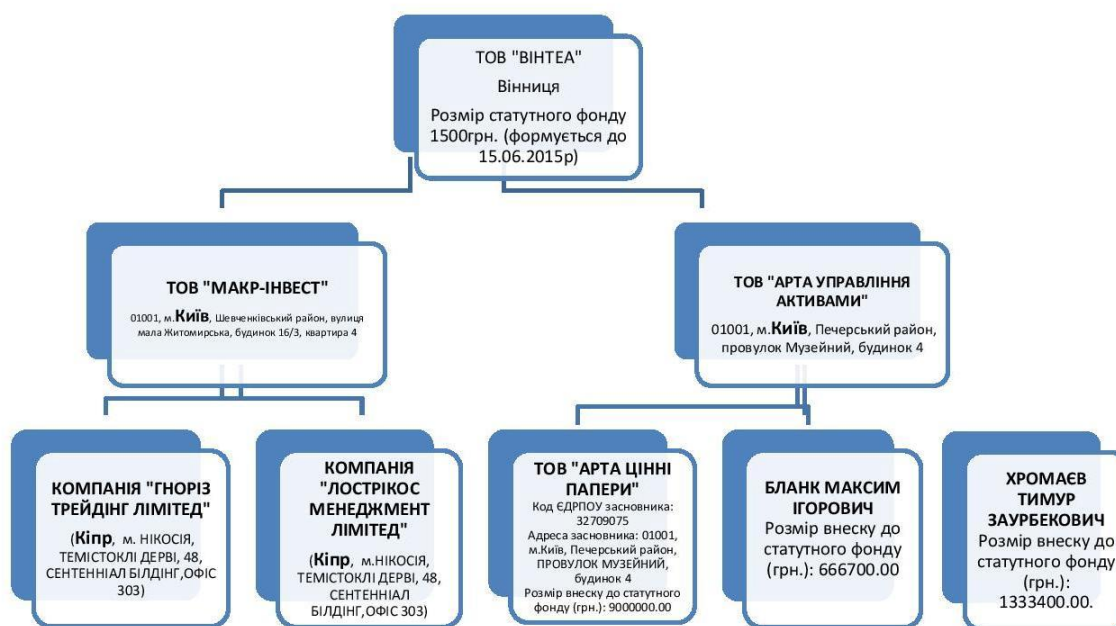 ТОВ "ВІНТЕА"
Вінниця
Розмір статутного фонду
1500грн. (формується до
15.06.2015р)
ТОВ "МАКР-ІНВЕСТ"
01001, м.Київ, Шевченківський район, вулиця
мала Житомирська, будинок 16/3, квартира 4
ТОВ "АРТА УПРАВЛІННЯ
АКТИВАМИ"
01001, м.Київ, Печерський район,
провулок Музейний, будинок 4
КОМПАНІЯ "ГНОРІЗ
ТРЕЙДІНГ ЛІМІТЕД"
(Кіпр, м. НІКОСІЯ,
ТЕМІСТОКЛІ ДЕРВІ, 48,
СЕНТЕННІАЛ БІЛДІНГ,ОФІС
303)
КОМПАНІЯ
"ЛОСТРІКОС
МЕНЕДЖМЕНТ
ЛІМІТЕД"
(Кіпр, м.НІКОСІЯ,
ТЕМІСТОКЛІ ДЕРВІ, 48,
СЕНТЕННІАЛ
БІЛДІНГ,ОФІС 303)
ТОВ "АРТА ЦІННІ
ПАПЕРИ"
Код ЄДРПОУ засновника:
32709075
Адреса засновника: 01001,
м.Київ, Печерський район,
ПРОВУЛОК МУЗЕЙНИЙ,
будинок 4
Розмір внеску до статутного
фонду (грн.): 9000000.00
БЛАНК МАКСИМ
ІГОРОВИЧ
Розмір внеску до
статутного фонду
(грн.): 666700.00
ХРОМАЄВ
ТИМУР
ЗАУРБЕКОВИЧ
Розмір внеску до
статутного фонду
(грн.):
1333400.00.